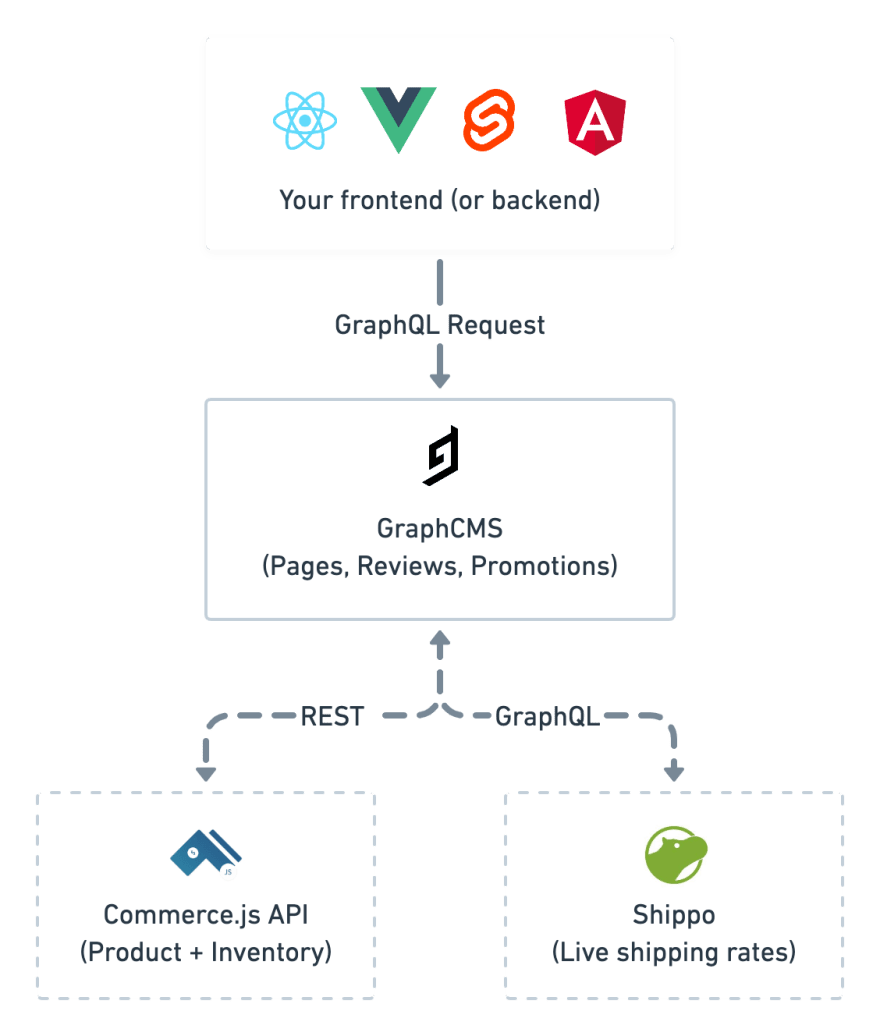 Your frontend (or backend)
GraphQL Request
GraphCMS
(Pages, Reviews, Promotions)
REST
GraphQL
JS
Commerce.js API
(Product + Inventory)
Shippo
(Live shipping rates)